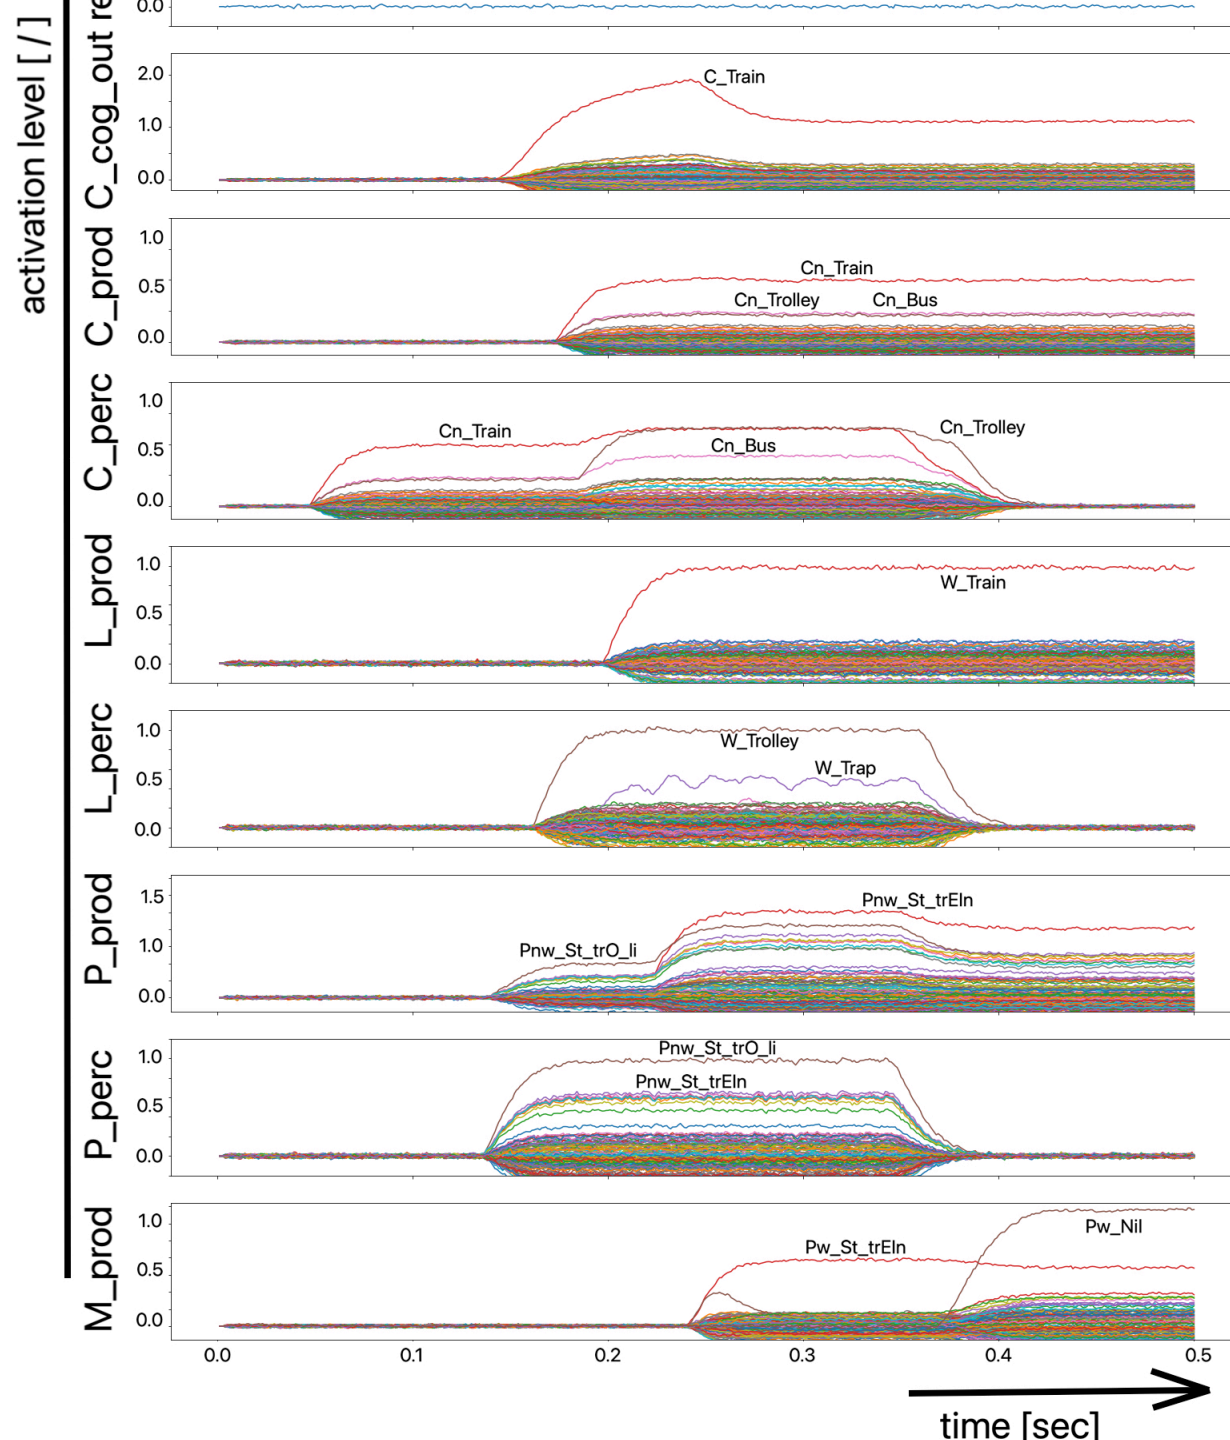 activation level [ / ]
0.0
C_cog_out re
2.0
1.0
0.0
C_Train
C_prod
1.0
0.5
0.0
Cn_Train
Cn_Trolley Cn_Bus
C_perc
1.0
0.5
0.0
Cn_Train
Cn_Bus
Cn_Trolley
L_prod
1.0
0.5
0.0
W_Train
L_perc
1.0
0.5
0.0
W_Trolley
W_Trap
P_prod
1.5
1.0
0.0
Pnw_St_trO_li
Pnw_St_trEIn
P_perc
1.0
0.5
0.0
Pnw_St_trO_li
Pnw_St_trEIn
M_prod
1.0
0.5
0.0
Pw_St_trEIn
Pw_Nil
0.0 0.1 0.2 0.3 0.4 0.5
time [sec]